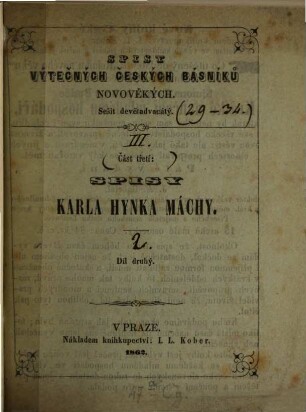 SPISY
VÝTEČNÝCH ČESKÝCH BÁSNÍKŮ
NOVOVĚKÝCH.
Sešit devětadvacátý. (29-34.)
III.
(Část třetí:)
SPISY
KARLA HYNKA MÁCHY.
2.
Díl druhý.
V PRAZE.
Nákladem knihkupectví: I. L. Kober.
1862.